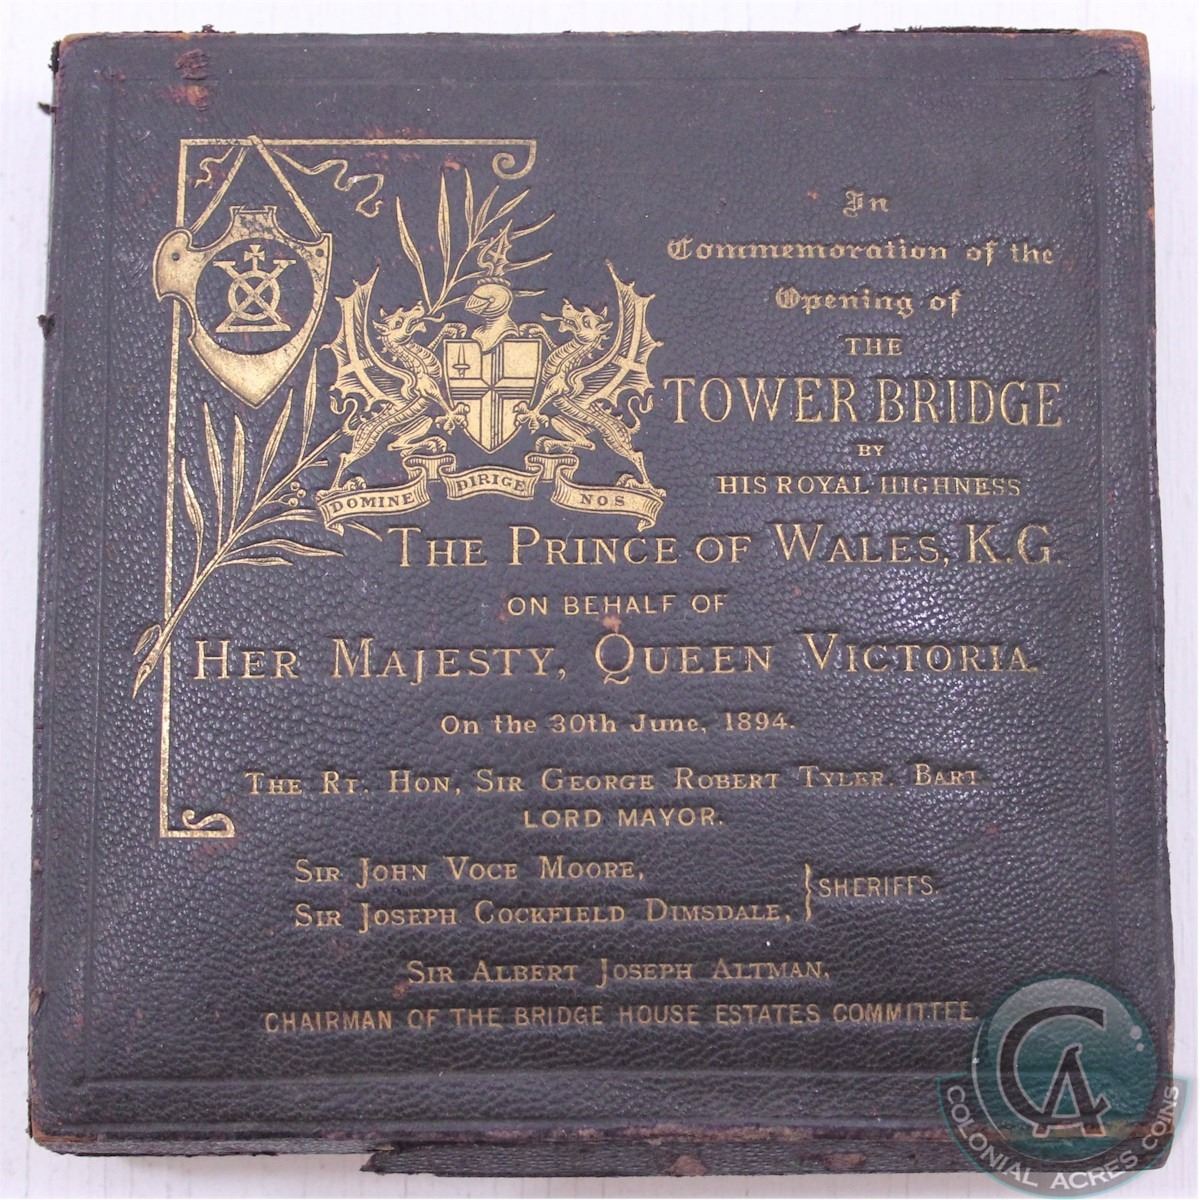 In
Commemoration of the
Opening of
THE
TOWER BRIDGE
BY
HIS ROYAL HIGHNESS
THE PRINCE OF WALES, K.G.
ON BEHALF OF
HER MAJESTY, QUEEN VICTORIA.
On the 30th June, 1894.
THE RT. HON, SIR GEORGE ROBERT TYLER, BART.
LORD MAYOR.
SIR JOHN VOCE MOORE,
SIR JOSEPH COCKFIELD DIMSDALE,
SHERIFFS.
SIR ALBERT JOSEPH ALTMAN,
CHAIRMAN OF THE BRIDGE HOUSE ESTATES COMMITTEE.
DOMINE DIRIGE NOS
CA
COLONIAL ACRES COINS